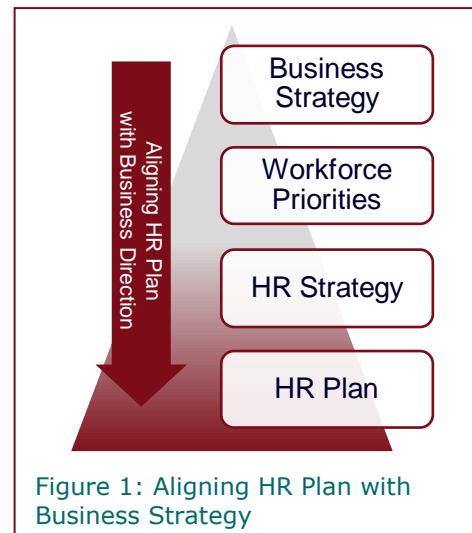 Business
Strategy
Workforce
Priorities
HR Strategy
HR Plan
Aligning HR Plan
with Business Direction
Figure 1: Aligning HR Plan with
Business Strategy